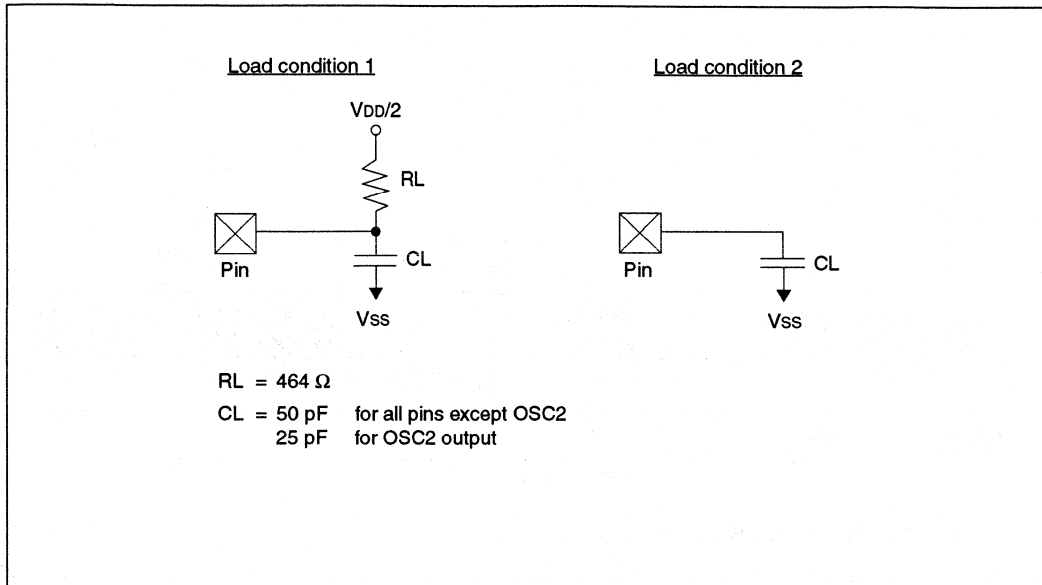 Load condition 1
VDD/2
RL
Pin
CL
VSS
Load condition 2
Pin
CL
VSS
RL = 464 Ω
CL = 50 pF for all pins except OSC2
25 pF for OSC2 output